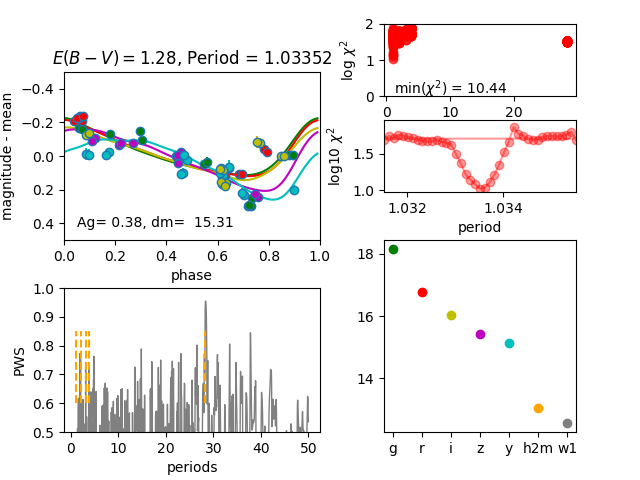 E(B − V) = 1.28, Period = 1.03352
magnitude - mean
−0.4
−0.2
0.0
0.2
0.4
Ag= 0.38, dm=  15.31
0.0 0.2 0.4 0.6 0.8 1.0
phase
log χ²
2
1
0
min(χ²) = 10.44
0 10 20
log10 χ²
1.5
1.0
1.032 1.034
period
PWS
1.0
0.9
0.8
0.7
0.6
0.5
0 10 20 30 40 50
periods
18
16
14
g r i z y h2m w1